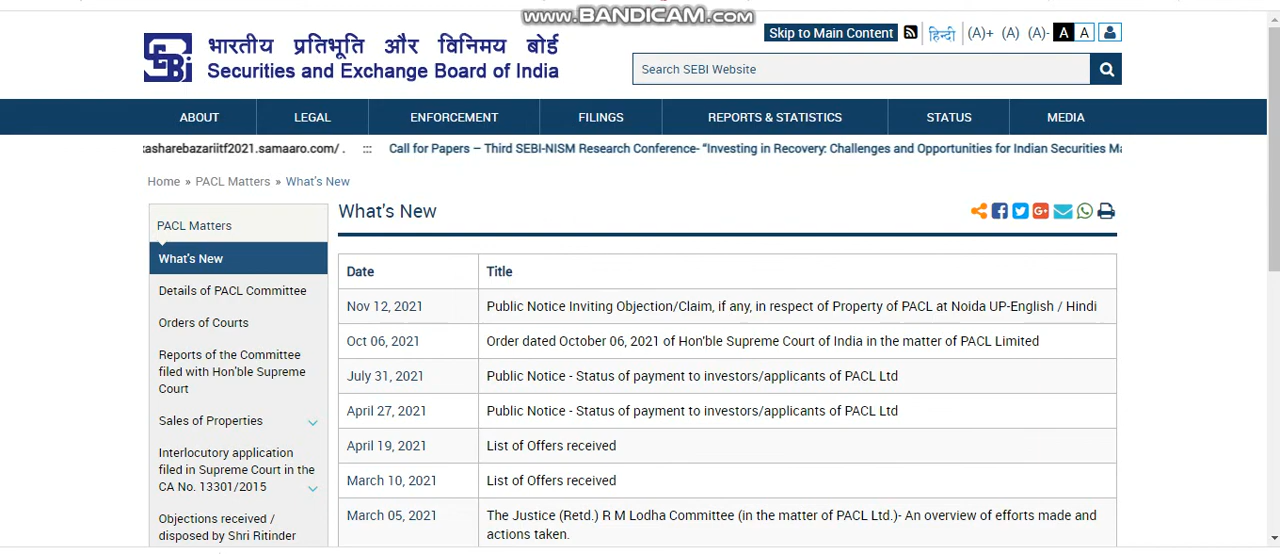 www.BANDICAM.com
भारतीय प्रतिभूति और विनिमय बोर्ड
Securities and Exchange Board of India
Skip to Main Content हिन्दी (A)+ (A) (A)- A A
Search SEBI Website
ABOUT LEGAL ENFORCEMENT FILINGS REPORTS & STATISTICS STATUS MEDIA
asharebazariitf2021.samaaro.com/ . ::: Call for Papers – Third SEBI-NISM Research Conference- “Investing in Recovery: Challenges and Opportunities for Indian Securities
Home » PACL Matters » What's New
PACL Matters
What's New
Details of PACL Committee
Orders of Courts
Reports of the Committee
filed with Hon'ble Supreme
Court
Sales of Properties
Interlocutory application
filed in Supreme Court in the
CA No. 13301/2015
Objections received /
disposed by Shri Ritinder
What's New
Date Title
Nov 12, 2021 Public Notice Inviting Objection/Claim, if any, in respect of Property of PACL at Noida UP-English / Hindi
Oct 06, 2021 Order dated October 06, 2021 of Hon'ble Supreme Court of India in the matter of PACL Limited
July 31, 2021 Public Notice - Status of payment to investors/applicants of PACL Ltd
April 27, 2021 Public Notice - Status of payment to investors/applicants of PACL Ltd
April 19, 2021 List of Offers received
March 10, 2021 List of Offers received
March 05, 2021 The Justice (Retd.) R M Lodha Committee (in the matter of PACL Ltd.)- An overview of efforts made and
actions taken.